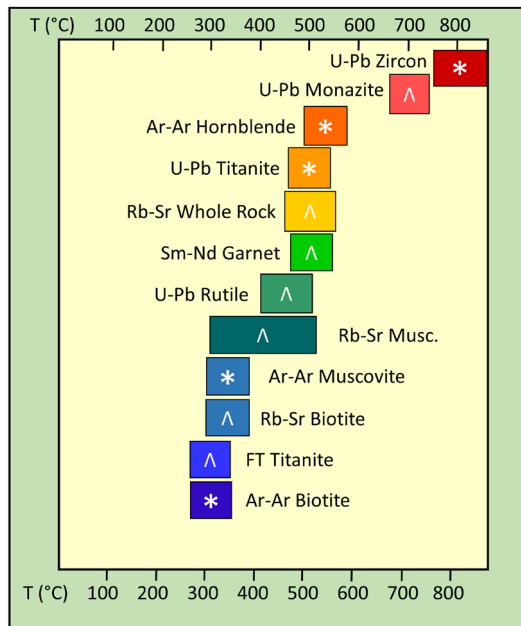 T (°C) 100 200 300 400 500 600 700 800
U-Pb Zircon *
U-Pb Monazite ^
Ar-Ar Hornblende *
U-Pb Titanite *
Rb-Sr Whole Rock ^
Sm-Nd Garnet ^
U-Pb Rutile ^
^ Rb-Sr Musc.
* Ar-Ar Muscovite
^ Rb-Sr Biotite
^ FT Titanite
* Ar-Ar Biotite
T (°C) 100 200 300 400 500 600 700 800